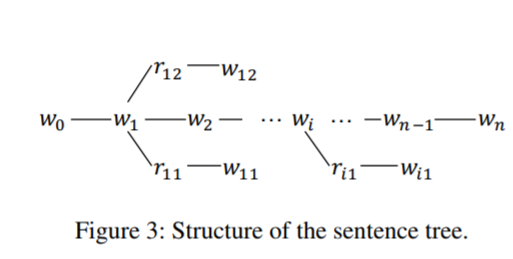 r₁₂ w₁₂
w₀ w₁ w₂ ⋯ wᵢ ⋯ wₙ₋₁ wₙ
r₁₁ w₁₁ rᵢ₁ wᵢ₁
Figure 3: Structure of the sentence tree.